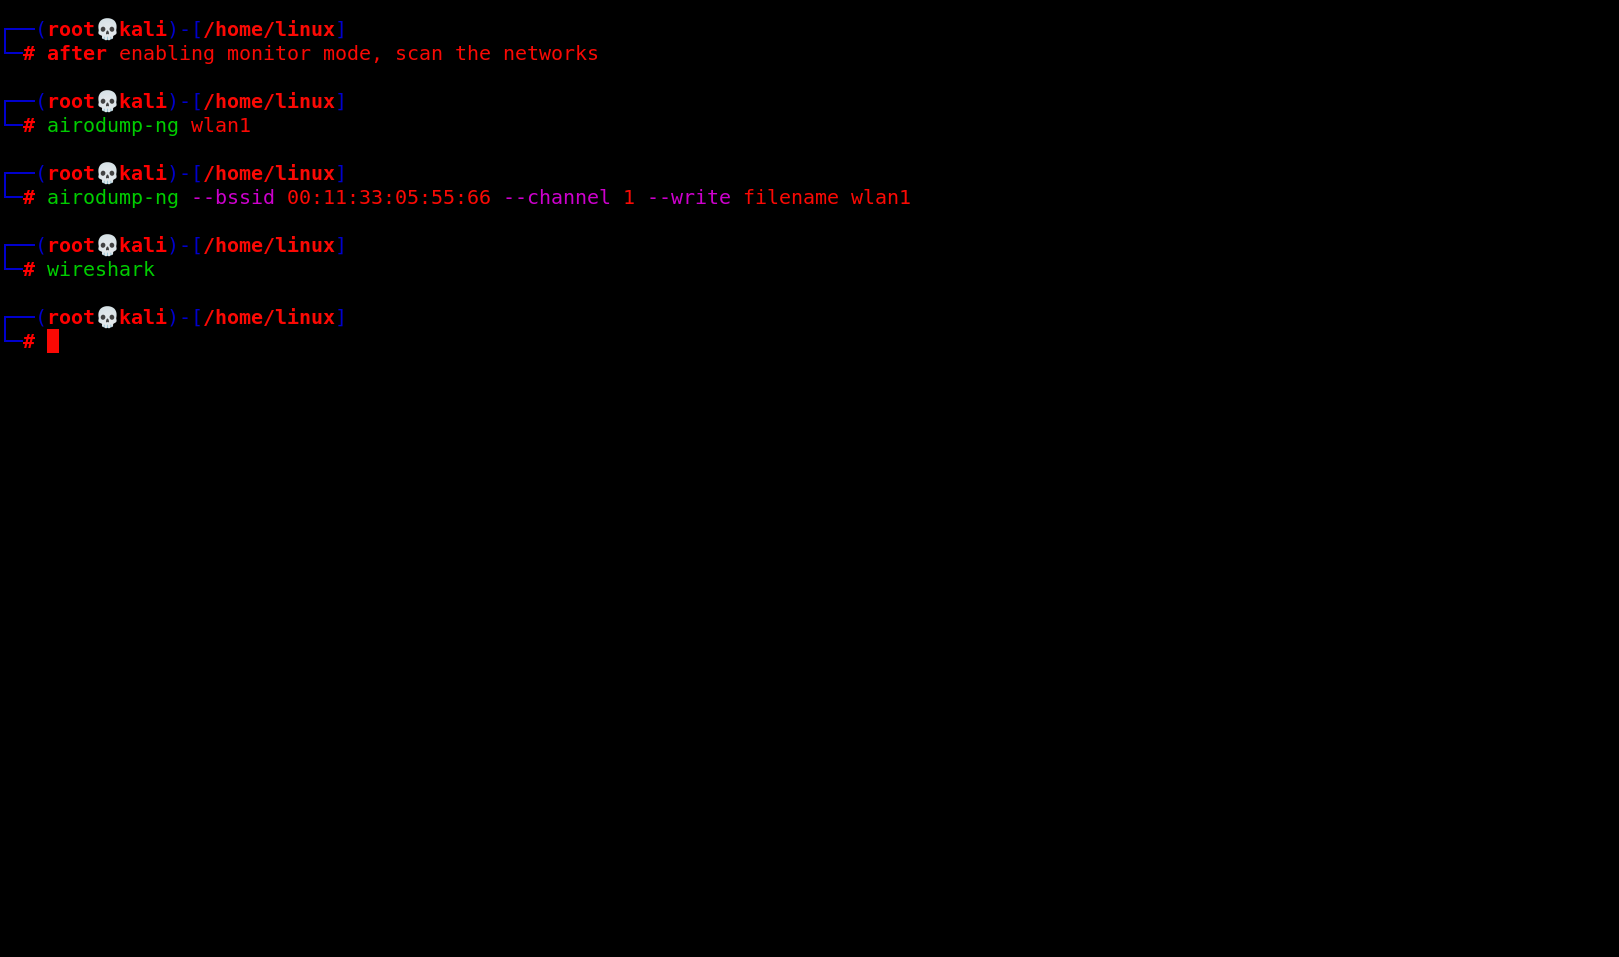 ┌──(root💀kali)-[/home/linux]
└─# after enabling monitor mode, scan the networks
┌──(root💀kali)-[/home/linux]
└─# airodump-ng wlan1
┌──(root💀kali)-[/home/linux]
└─# airodump-ng --bssid 00:11:33:05:55:66 --channel 1 --write filename wlan1
┌──(root💀kali)-[/home/linux]
└─# wireshark
┌──(root💀kali)-[/home/linux]
└─#